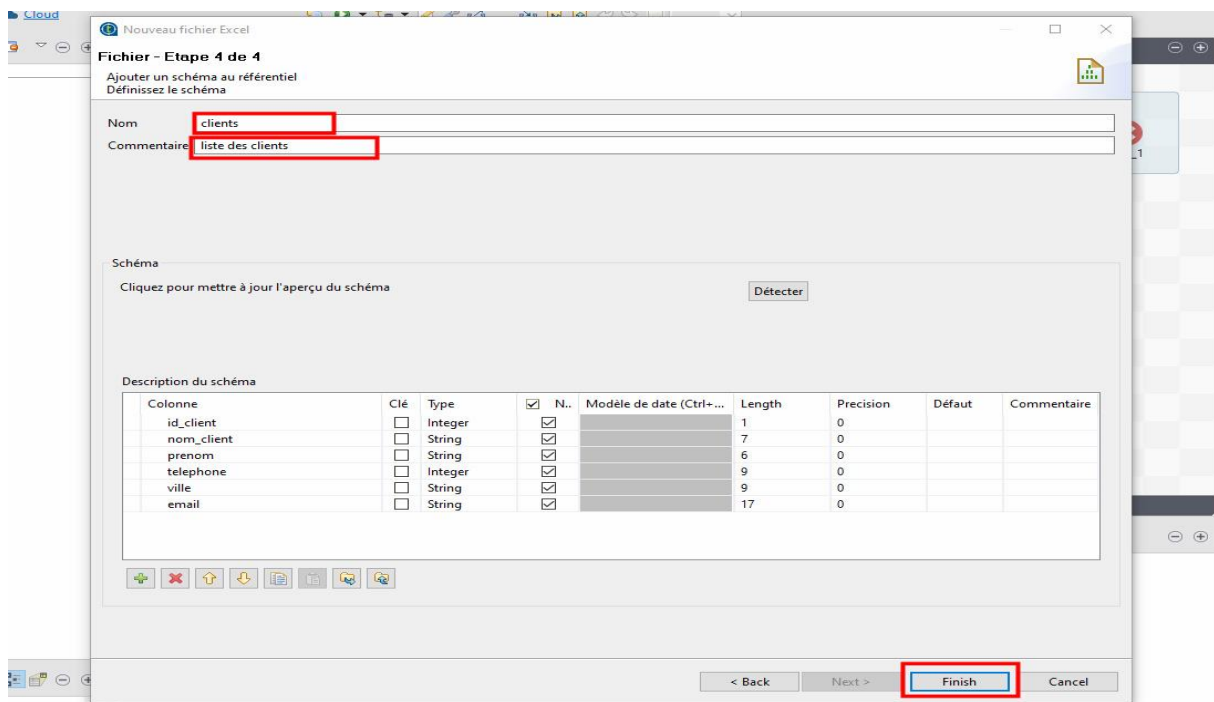 Cloud
Nouveau fichier Excel
Fichier - Etape 4 de 4
Ajouter un schéma au référentiel
Définissez le schéma
Nom clients
Commentaire liste des clients
_1
Schéma
Cliquez pour mettre à jour l'aperçu du schéma Détecter
Description du schéma
Colonne Clé Type N.. Modèle de date (Ctrl+... Length Precision Défaut Commentaire
id_client Integer 1 0
nom_client String 7 0
prenom String 6 0
telephone Integer 9 0
ville String 9 0
email String 17 0
< Back Next > Finish Cancel